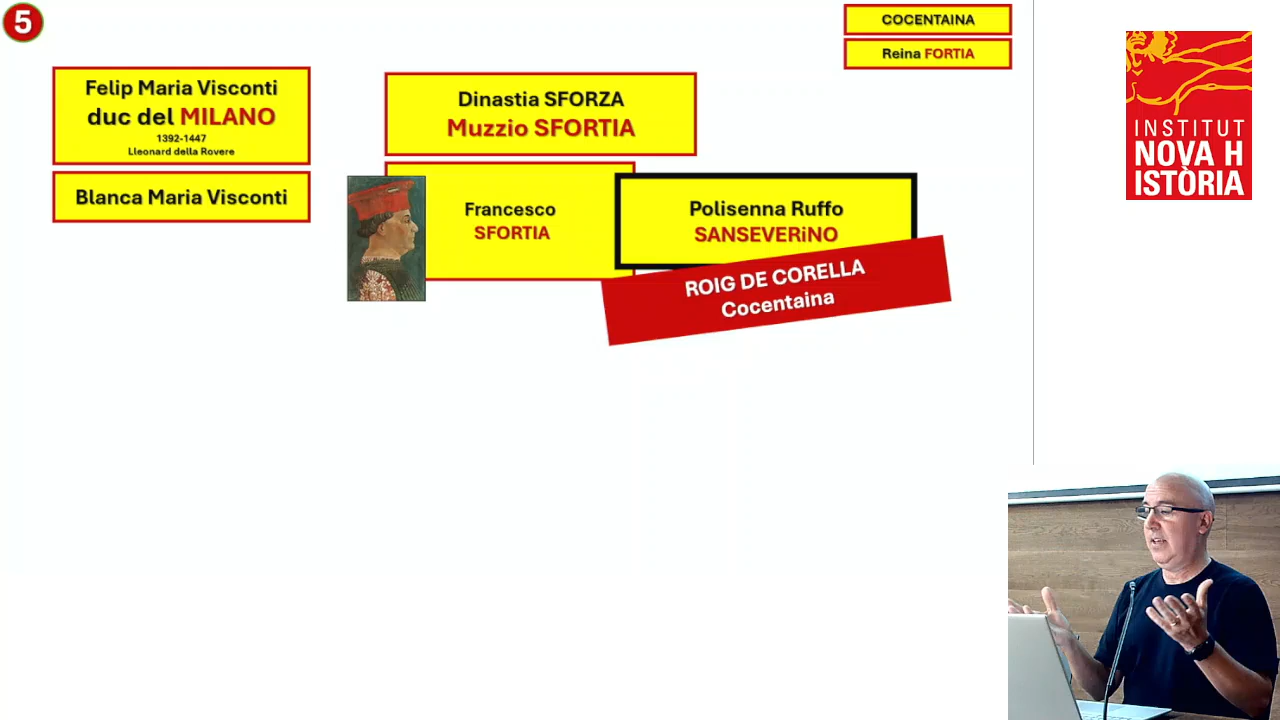 5
COCENTAINA
Reina FORTIA
Felip Maria Visconti
duc del MILANO
1392-1447
Lleonard della Rovere
Blanca Maria Visconti
Dinastia SFORZA
Muzzio SFORTIA
Francesco
SFORTIA
Polisenna Ruffo
SANSEVERiNO
ROIG DE CORELLA
Cocentaina
INSTITUT
NOVA H
ISTÒRIA